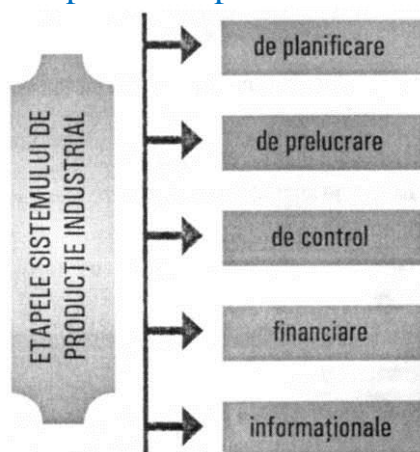 ETAPELE SISTEMULUI DE
PRODUCȚIE INDUSTRIAL
de planificare
de prelucrare
de control
financiare
informaționale